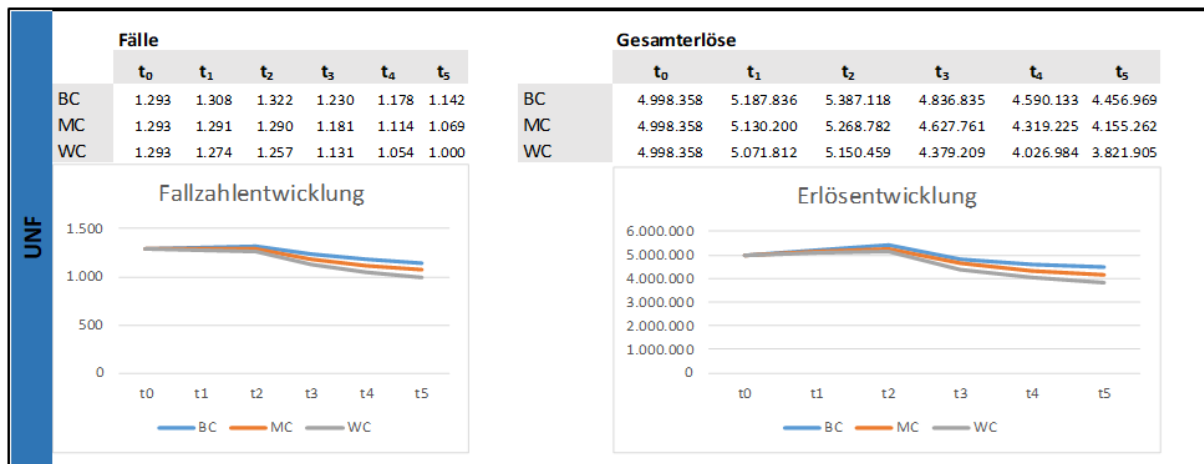 UNF
Fälle
t₀ t₁ t₂ t₃ t₄ t₅
BC 1.293 1.308 1.322 1.230 1.178 1.142
MC 1.293 1.291 1.290 1.181 1.114 1.069
WC 1.293 1.274 1.257 1.131 1.054 1.000
Gesamterlöse
t₀ t₁ t₂ t₃ t₄ t₅
BC 4.998.358 5.187.836 5.387.118 4.836.835 4.590.133 4.456.969
MC 4.998.358 5.130.200 5.268.782 4.627.761 4.319.225 4.155.262
WC 4.998.358 5.071.812 5.150.459 4.379.209 4.026.984 3.821.905
Fallzahlentwicklung
1.500
1.000
500
0
t0 t1 t2 t3 t4 t5
BC MC WC
Erlösentwicklung
6.000.000
5.000.000
4.000.000
3.000.000
2.000.000
1.000.000
0
t0 t1 t2 t3 t4 t5
BC MC WC